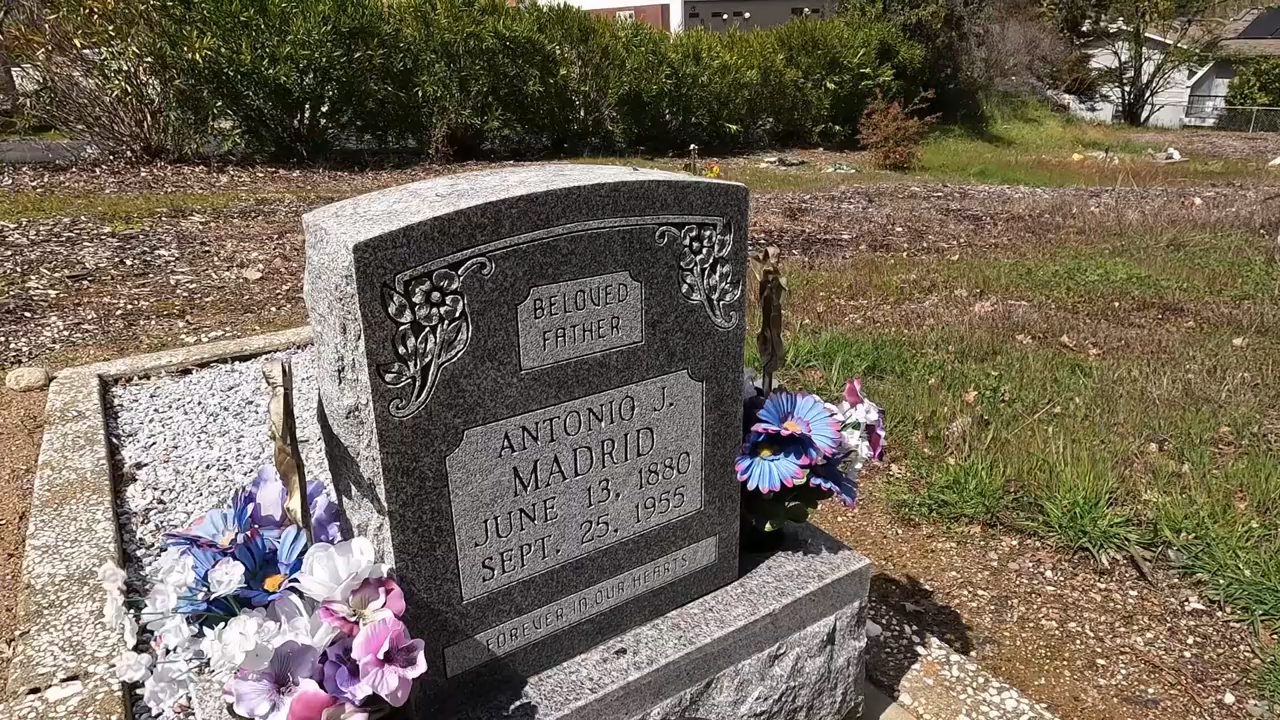 BELOVED
FATHER
ANTONIO J.
MADRID
JUNE 13, 1880
SEPT. 25, 1955
FOREVER IN OUR HEARTS